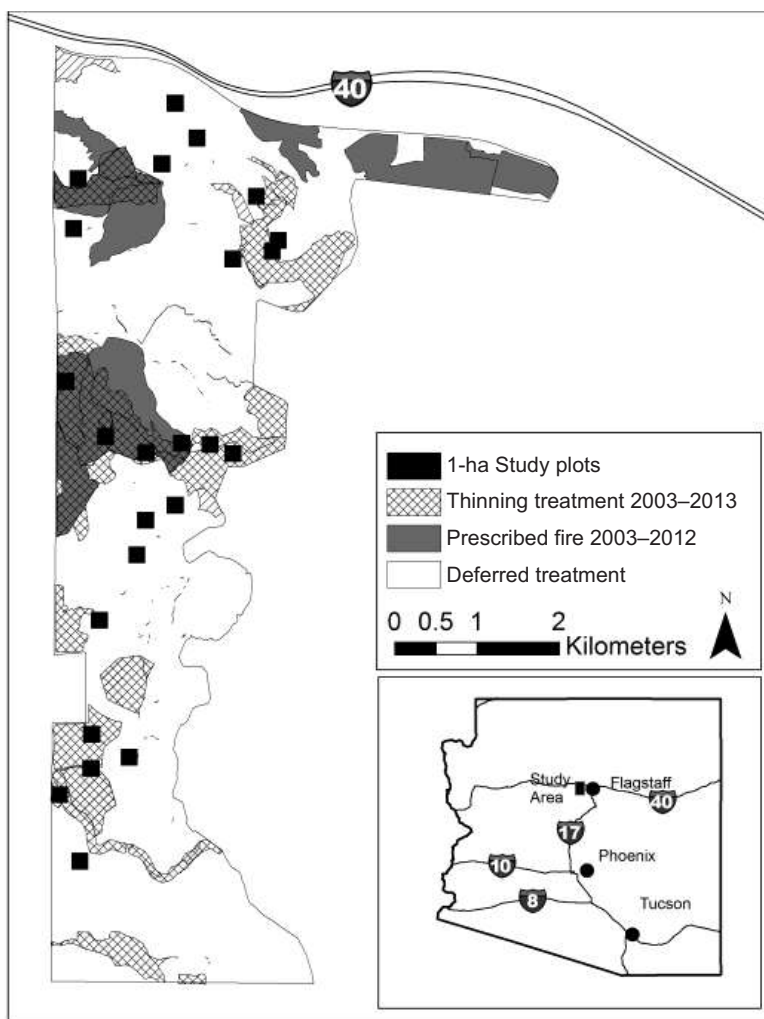 40
1-ha Study plots
Thinning treatment 2003–2013
Prescribed fire 2003–2012
Deferred treatment
N
0 0.5 1 2
Kilometers
Study
Area
Flagstaff
40
17
Phoenix
10
8
Tucson